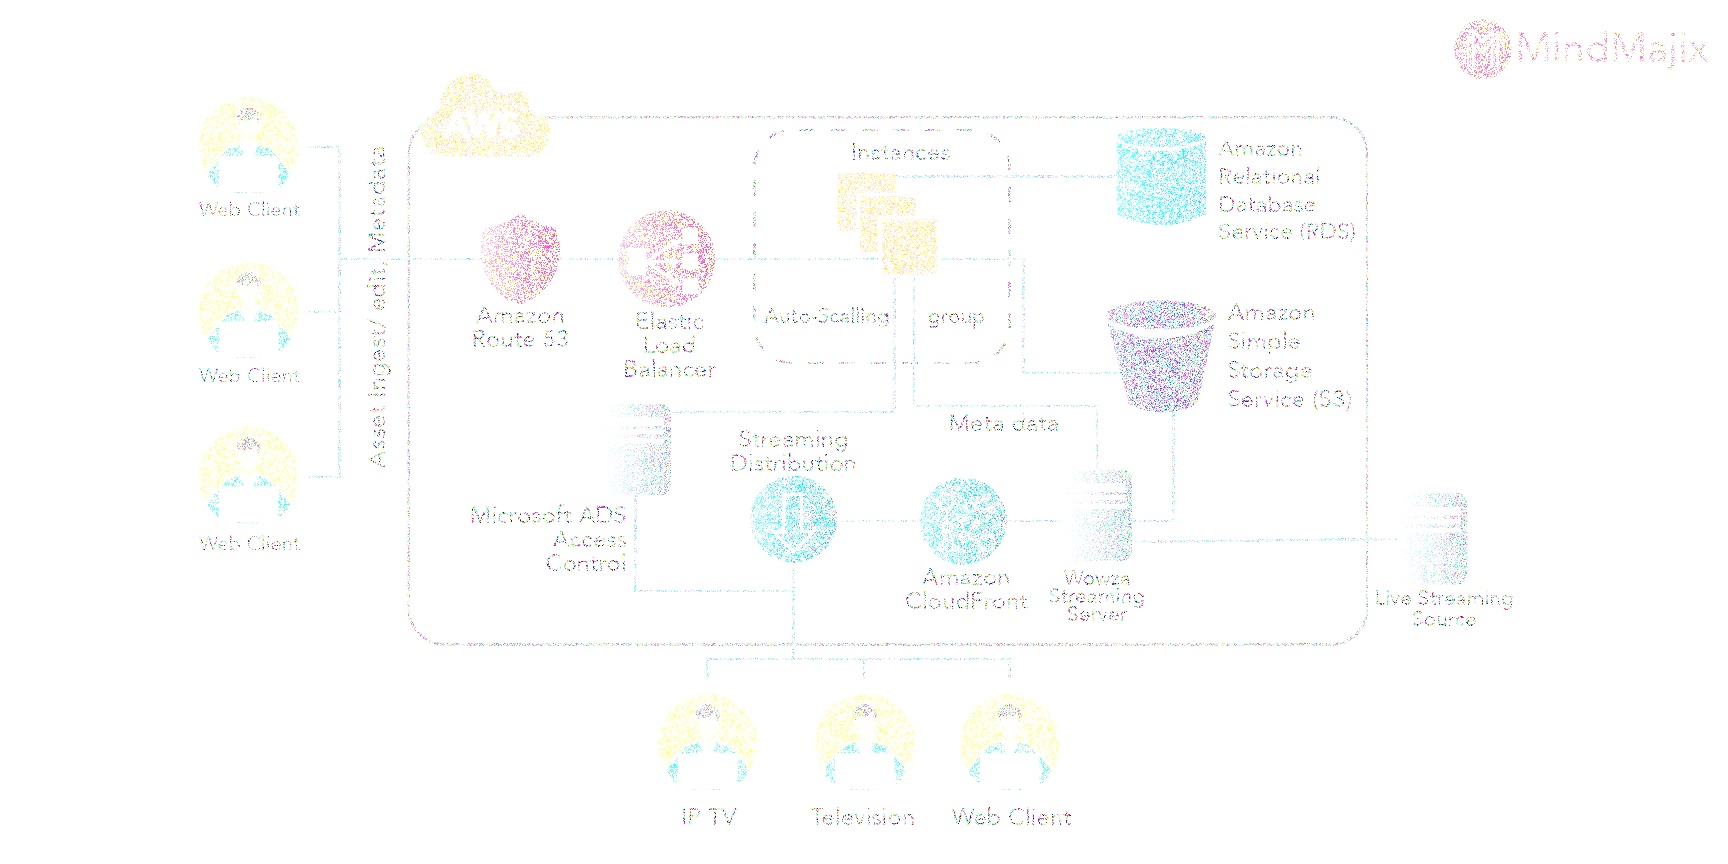 MindMajix
AWS
Web Client
Web Client
Web Client
Asset Ingest/ edit, Metadata
Amazon
Route 53
Elastic
Load
Balancer
Instances
Auto-Scalling group
Amazon
Relational
Database
Service (RDS)
Amazon
Simple
Storage
Service (S3)
Meta data
Microsoft ADS
Access
Control
Streaming
Distribution
Amazon
CloudFront
Wowza
Streaming
Server
Live Streaming
Source
IP TV
Television
Web Client